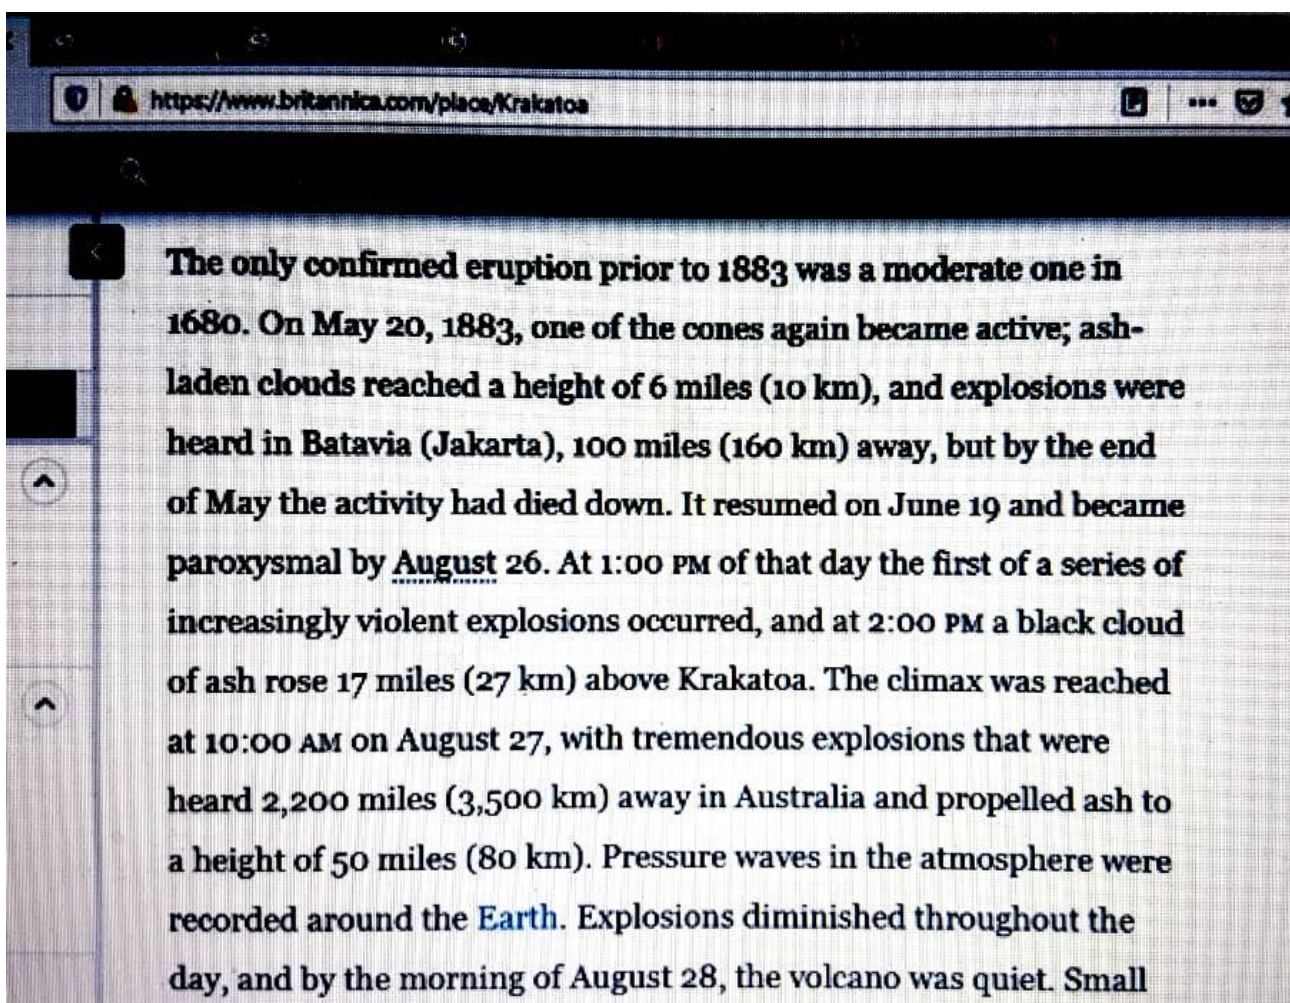 https://www.britannica.com/place/Krakatoa
The only confirmed eruption prior to 1883 was a moderate one in
1680. On May 20, 1883, one of the cones again became active; ash-
laden clouds reached a height of 6 miles (10 km), and explosions were
heard in Batavia (Jakarta), 100 miles (160 km) away, but by the end
of May the activity had died down. It resumed on June 19 and became
paroxysmal by August 26. At 1:00 PM of that day the first of a series of
increasingly violent explosions occurred, and at 2:00 PM a black cloud
of ash rose 17 miles (27 km) above Krakatoa. The climax was reached
at 10:00 AM on August 27, with tremendous explosions that were
heard 2,200 miles (3,500 km) away in Australia and propelled ash to
a height of 50 miles (80 km). Pressure waves in the atmosphere were
recorded around the Earth. Explosions diminished throughout the
day, and by the morning of August 28, the volcano was quiet. Small